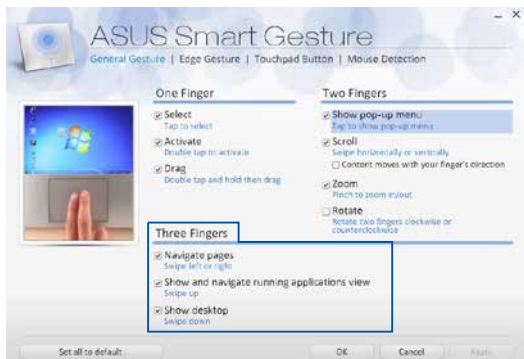 ASUS Smart Gesture
General Gesture | Edge Gesture | Touchpad Button | Mouse Detection
One Finger
Select
Tap to select
Activate
Double tap to activate
Drag
Double tap and hold then drag
Two Fingers
Show pop-up menu
Tap to show pop-up menu
Scroll
Swipe horizontally or vertically
Content moves with your finger's direction
Zoom
Pinch to zoom in/out
Rotate
Rotate two fingers clockwise or
counterclockwise
Three Fingers
Navigate pages
Swipe left or right
Show and navigate running applications view
Swipe up
Show desktop
Swipe down
Set all to default
OK
Cancel